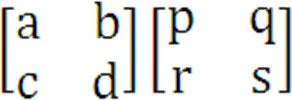 [a b] [p q]
[c d] [r s]